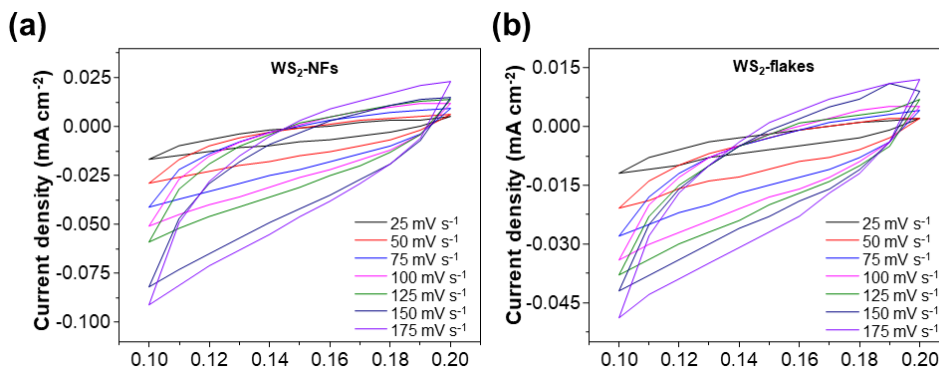 (a)
WS₂-NFs
Current density (mA cm⁻²)
0.025
0.000
-0.025
-0.050
-0.075
-0.100
25 mV s⁻¹
50 mV s⁻¹
75 mV s⁻¹
100 mV s⁻¹
125 mV s⁻¹
150 mV s⁻¹
175 mV s⁻¹
0.10 0.12 0.14 0.16 0.18 0.20
(b)
WS₂-flakes
Current density (mA cm⁻²)
0.015
0.000
-0.015
-0.030
-0.045
25 mV s⁻¹
50 mV s⁻¹
75 mV s⁻¹
100 mV s⁻¹
125 mV s⁻¹
150 mV s⁻¹
175 mV s⁻¹
0.10 0.12 0.14 0.16 0.18 0.20